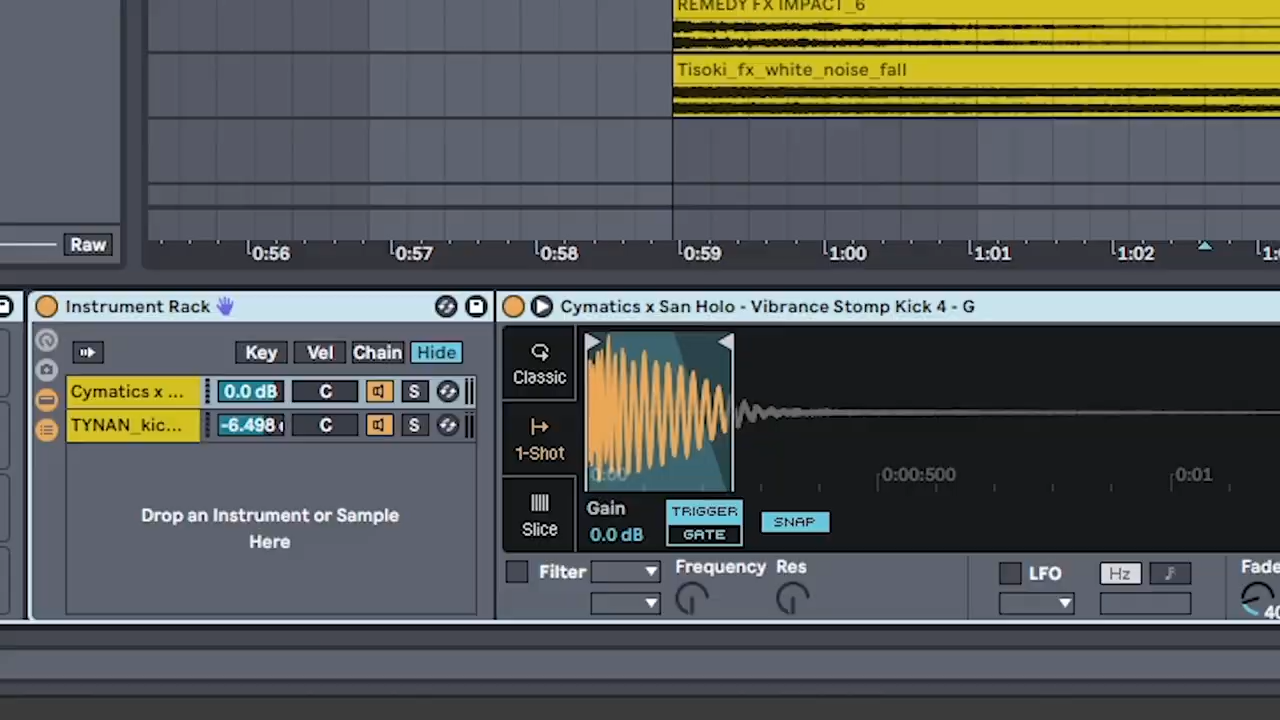 REMEDY FX IMPACT_6
Tisoki_fx_white_noise_fall
Raw
0:56 0:57 0:58 0:59 1:00 1:01 1:02
Instrument Rack
Cymatics x San Holo - Vibrance Stomp Kick 4 - G
Key Vel Chain Hide
Cymatics x ... 0.0 dB C S
TYNAN_kic... -6.498 C S
Drop an Instrument or Sample
Here
Classic
1-Shot
Slice
0:00 0:00:500 0:01
Gain
0.0 dB
TRIGGER
GATE
SNAP
Filter
Frequency Res
LFO
Hz
Fade